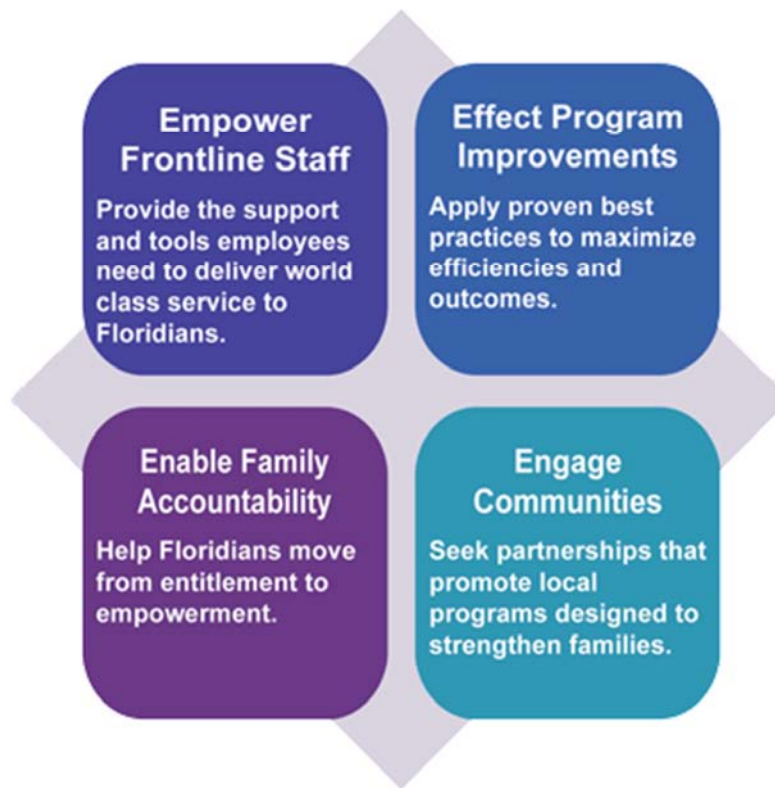 Empower
Frontline Staff
Provide the support
and tools employees
need to deliver world
class service to
Floridians.
Effect Program
Improvements
Apply proven best
practices to maximize
efficiencies and
outcomes.
Enable Family
Accountability
Help Floridians move
from entitlement to
empowerment.
Engage
Communities
Seek partnerships that
promote local
programs designed to
strengthen families.